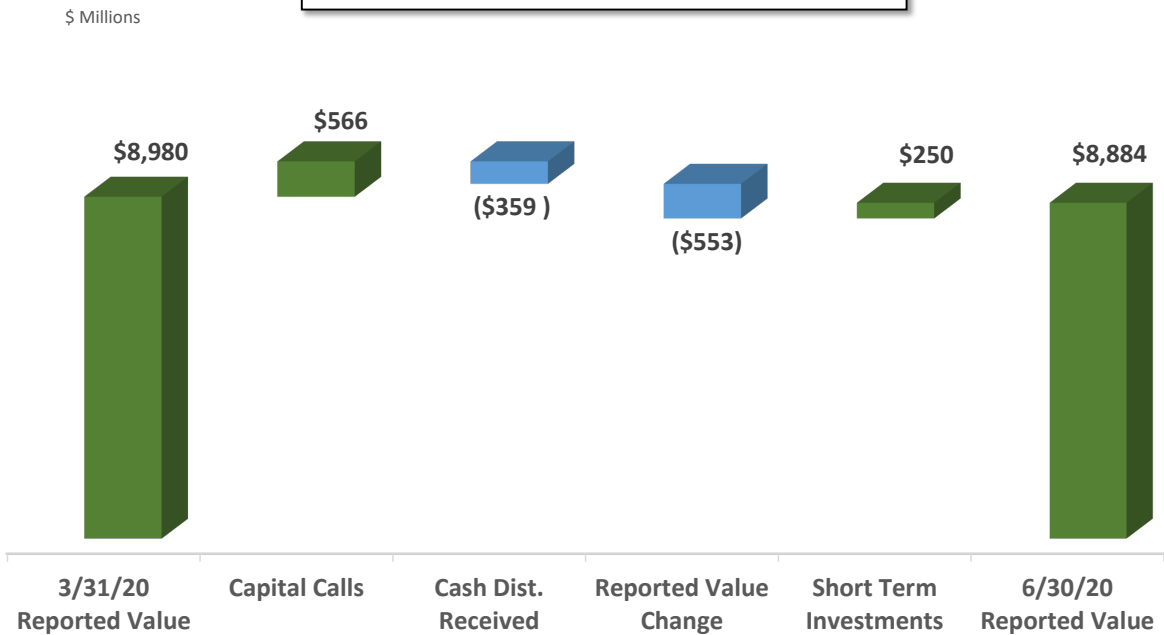 $ Millions
$566
$8,980
$250
$8,884
($359 )
($553)
3/31/20 Capital Calls Cash Dist. Reported Value Short Term 6/30/20
Reported Value Received Change Investments Reported Value